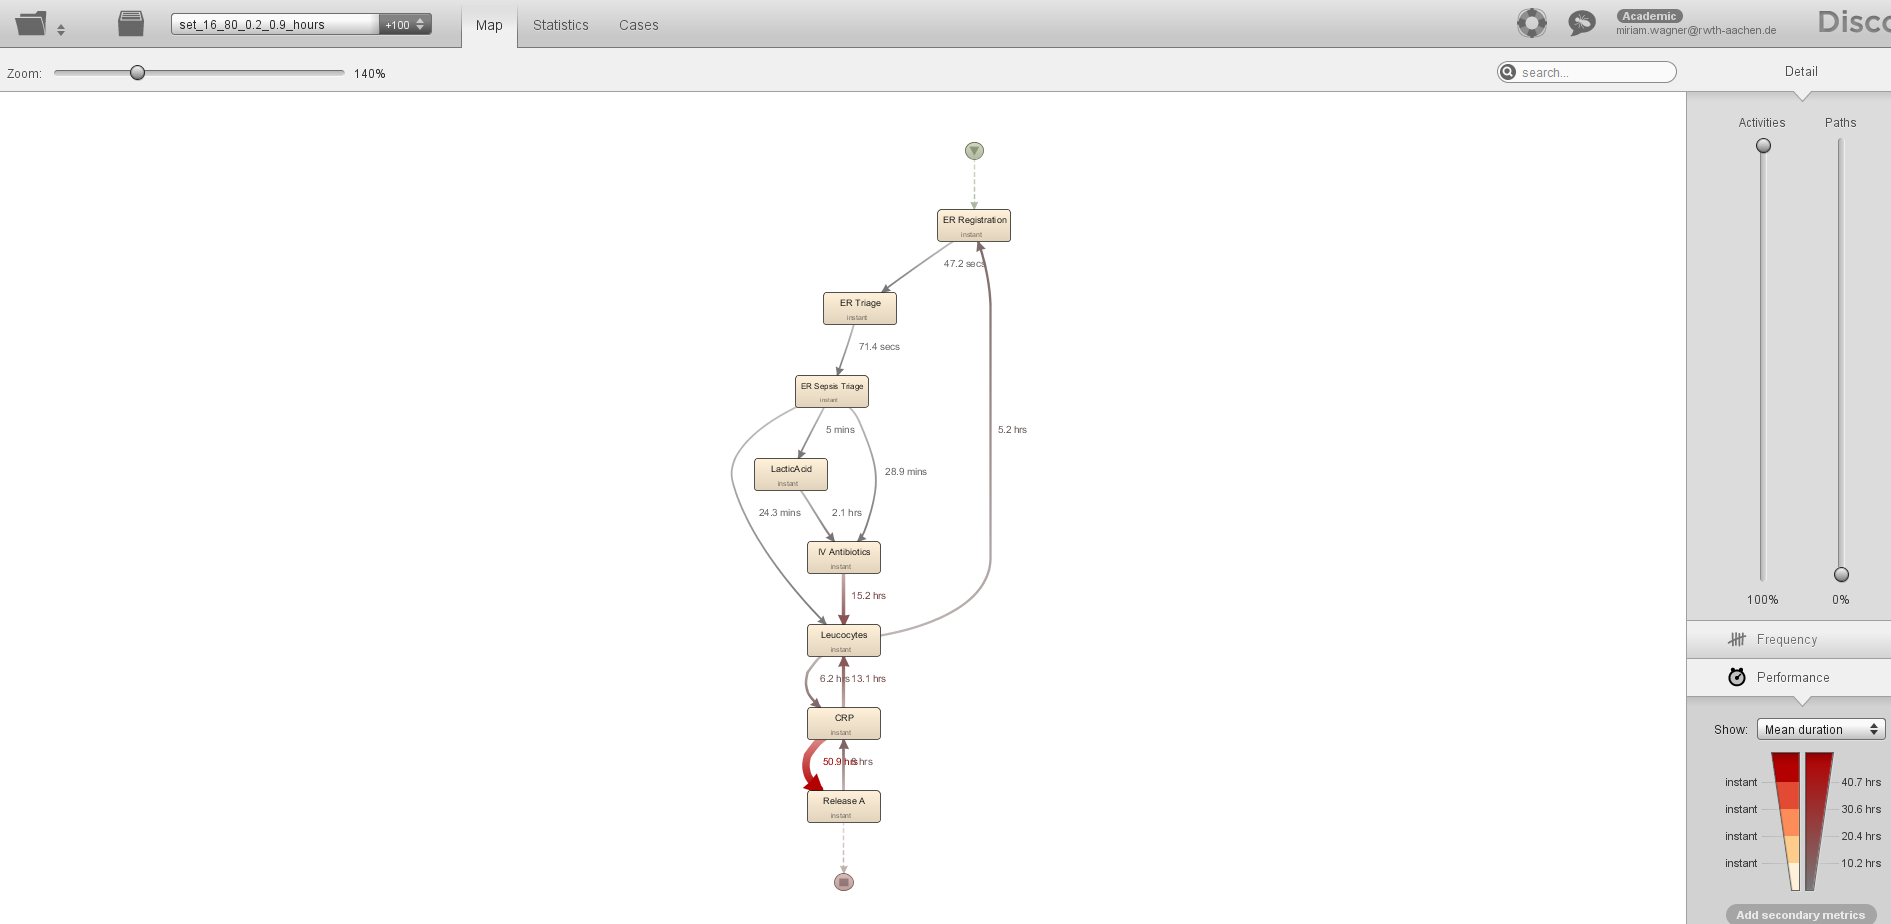 set_16_80_0.2_0.9_hours +100
Map Statistics Cases
Academic
miriam.wagner@rwth-aachen.de
Disco
Zoom: 140%
search...
Detail
Activities Paths
ER Registration
instant
47.2 secs
ER Triage
instant
71.4 secs
ER Sepsis Triage
instant
5 mins
5.2 hrs
LacticAcid
instant
28.9 mins
24.3 mins 2.1 hrs
IV Antibiotics
instant
15.2 hrs
100% 0%
Leucocytes
instant
Frequency
6.2 hrs 13.1 hrs
Performance
CRP
instant
Show: Mean duration
50.9 hrs hrs
instant 40.7 hrs
Release A
instant
instant 30.6 hrs
instant 20.4 hrs
instant 10.2 hrs
Add secondary metrics